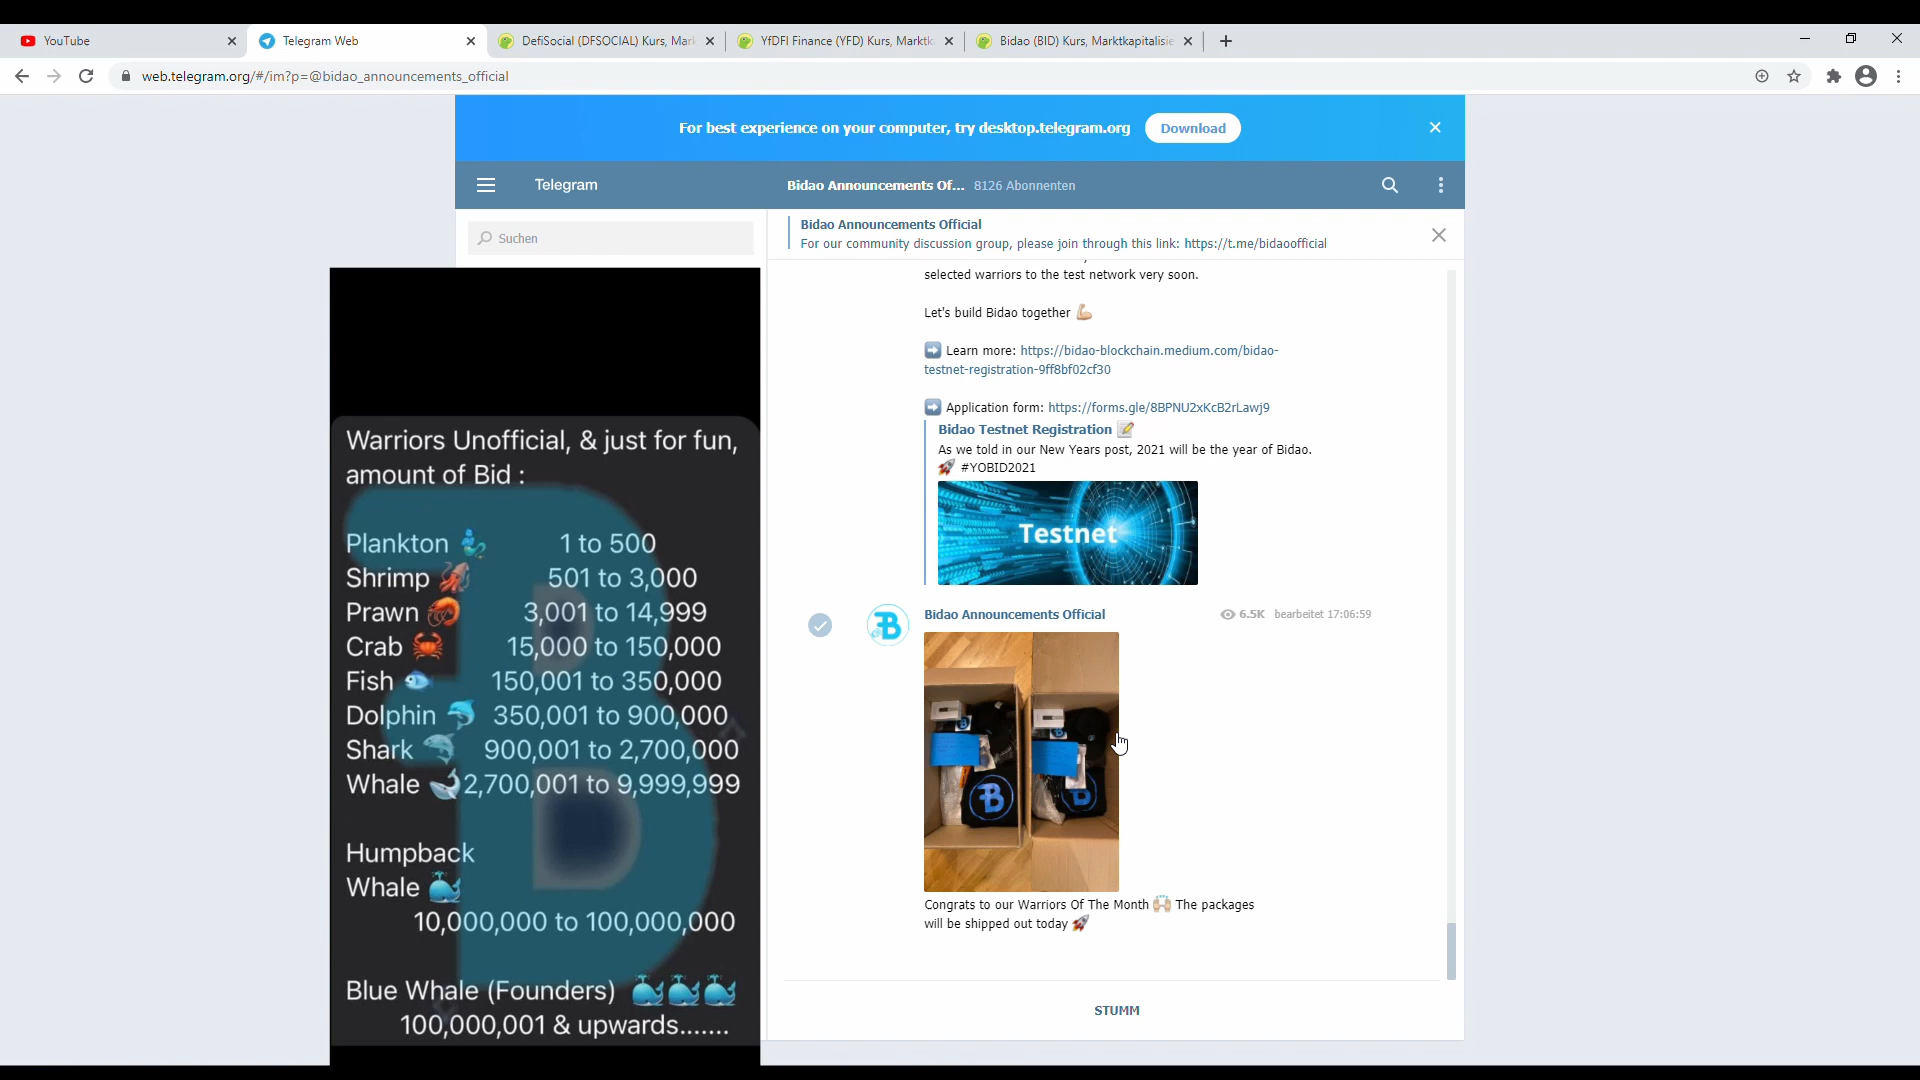 YouTube
Telegram Web
DefiSocial (DFSOCIAL) Kurs, Mar
YfDFI Finance (YFD) Kurs, Marktk
Bidao (BID) Kurs, Marktkapitalisie
web.telegram.org/#/im?p=@bidao_announcements_official
For best experience on your computer, try desktop.telegram.org
Download
Telegram
Bidao Announcements Of... 8126 Abonnenten
Suchen
Bidao Announcements Official
For our community discussion group, please join through this link: https://t.me/bidaoofficial
selected warriors to the test network very soon.
Let's build Bidao together 💪🏼
➡️ Learn more: https://bidao-blockchain.medium.com/bidao-
testnet-registration-9ff8bf02cf30
➡️ Application form: https://forms.gle/8BPNU2xKcB2rLawj9
Bidao Testnet Registration 📝
As we told in our New Years post, 2021 will be the year of Bidao.
🚀 #YOBID2021
Testnet
Bidao Announcements Official
6.5K bearbeitet 17:06:59
Congrats to our Warriors Of The Month 🙌🏼 The packages
will be shipped out today 🚀
STUMM
Warriors Unofficial, & just for fun,
amount of Bid :
Plankton 1 to 500
Shrimp 🦑 501 to 3,000
Prawn 🦐 3,001 to 14,999
Crab 🦀 15,000 to 150,000
Fish 🐟 150,001 to 350,000
Dolphin 🐬 350,001 to 900,000
Shark 🦈 900,001 to 2,700,000
Whale 🐋 2,700,001 to 9,999,999
Humpback
Whale 🐳
10,000,000 to 100,000,000
Blue Whale (Founders) 🐳🐳🐳
100,000,001 & upwards.......